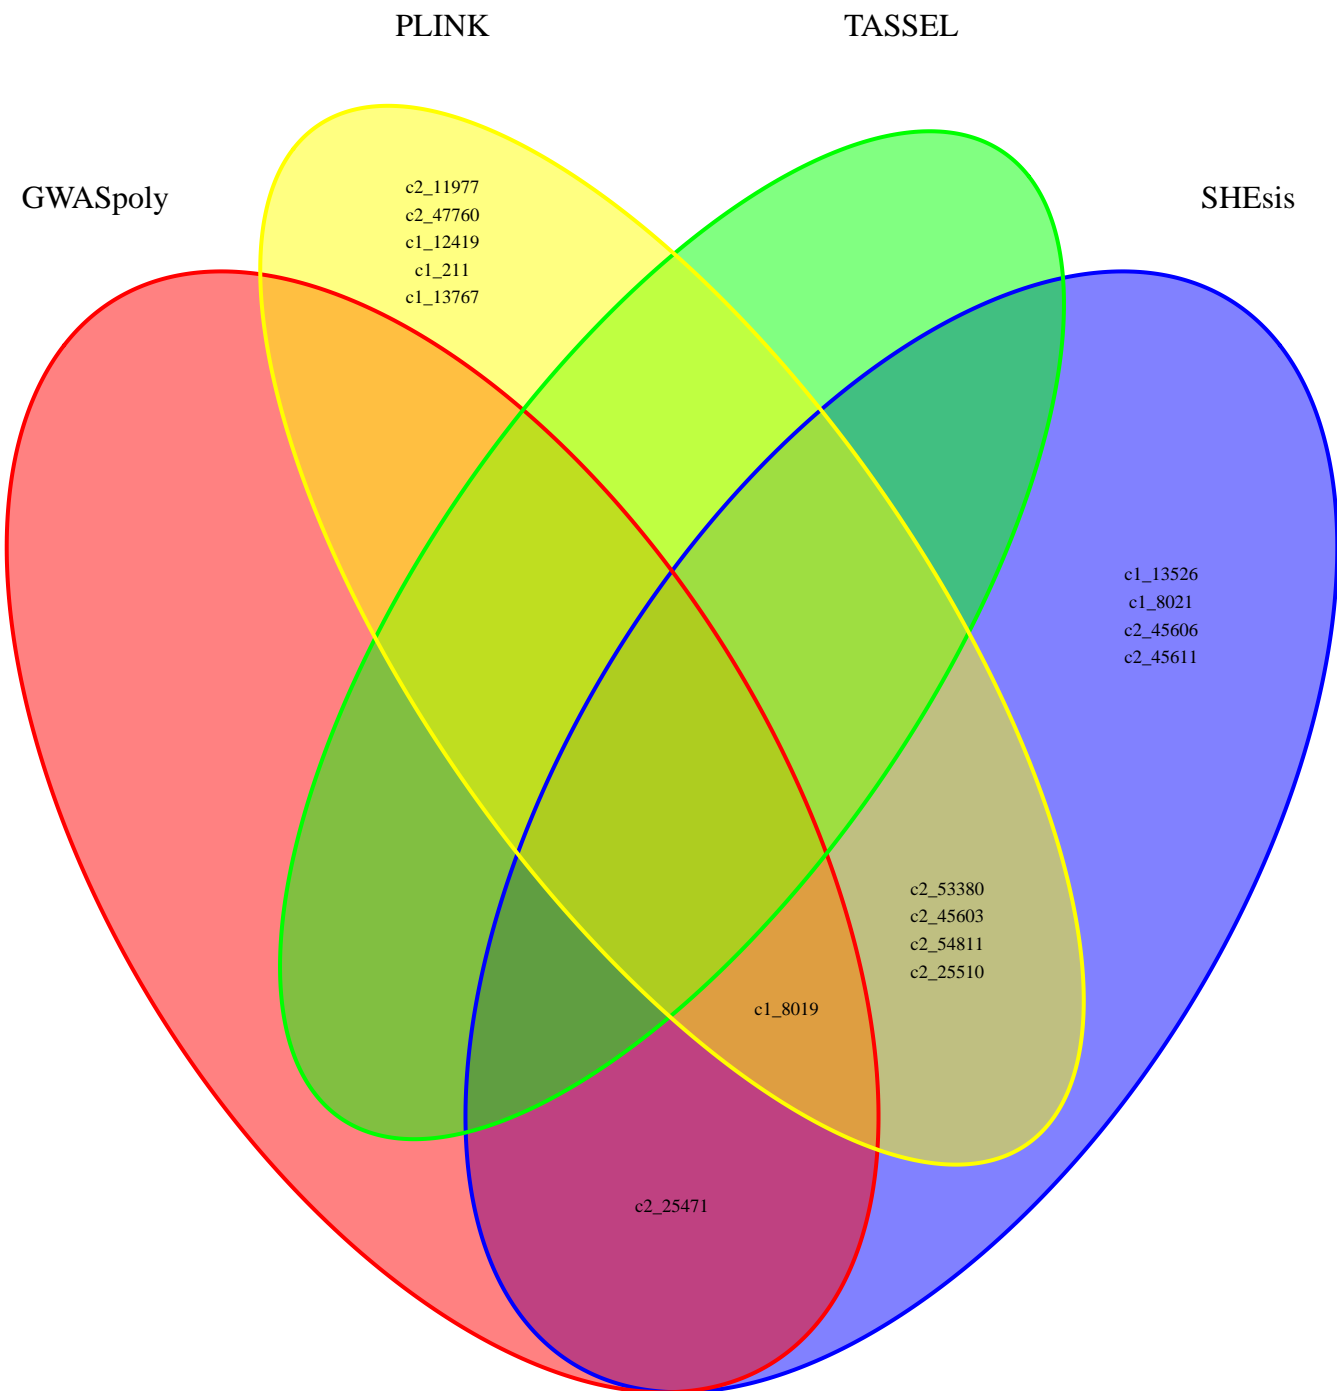 PLINK
TASSEL
GWASpoly
SHEsis
c2_11977
c2_47760
c1_12419
c1_211
c1_13767
c1_13526
c1_8021
c2_45606
c2_45611
c2_53380
c2_45603
c2_54811
c2_25510
c1_8019
c2_25471